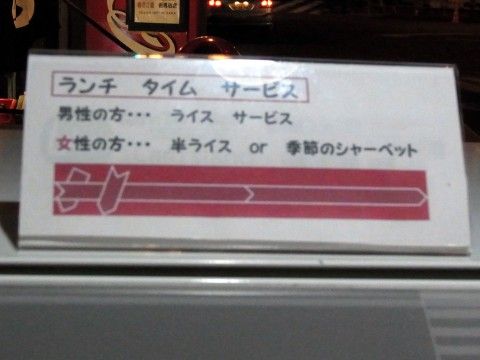 ランチ タイム サービス
男性の方・・・ ライス サービス
女性の方・・・ 半ライス or 季節のシャーベット